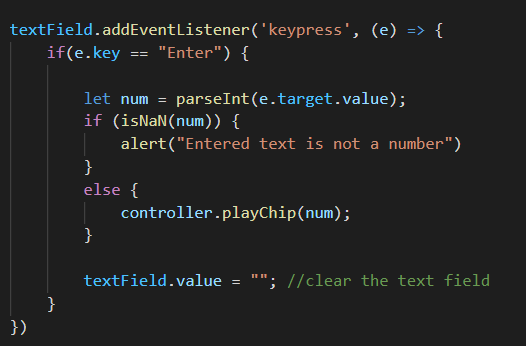 textField.addEventListener('keypress', (e) => {
    if(e.key == "Enter") {

        let num = parseInt(e.target.value);
        if (isNaN(num)) {
            alert("Entered text is not a number")
        }
        else {
            controller.playChip(num);
        }

        textField.value = ""; //clear the text field
    }
})